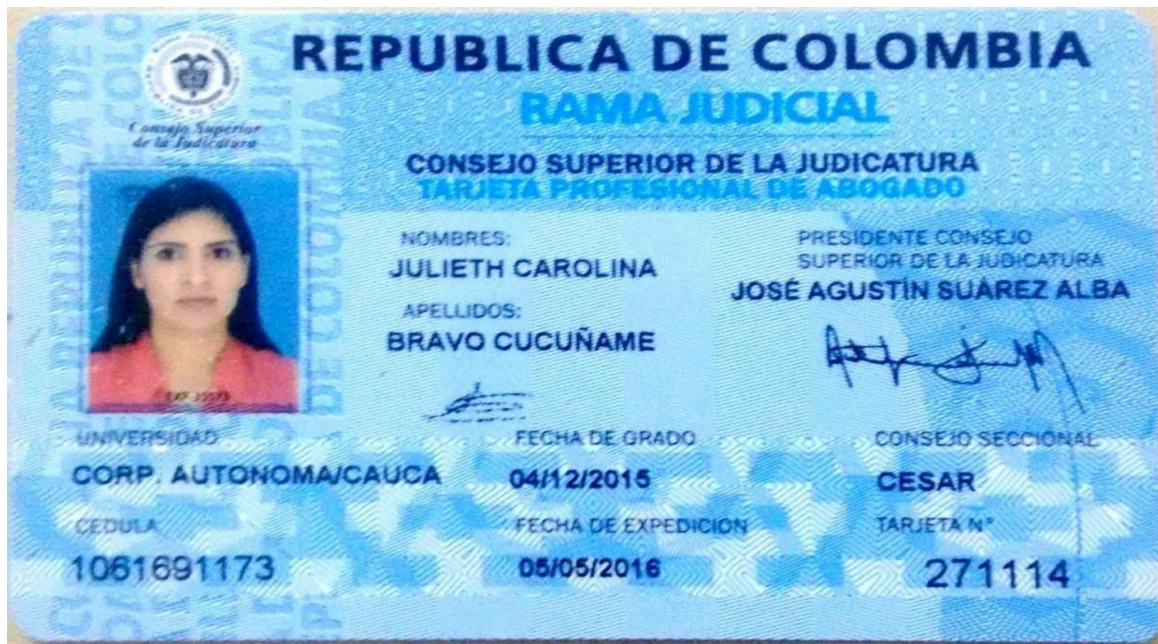 REPUBLICA DE COLOMBIA
RAMA JUDICIAL
Consejo Superior
de la Judicatura
CONSEJO SUPERIOR DE LA JUDICATURA
TARJETA PROFESIONAL DE ABOGADO
NOMBRES:
JULIETH CAROLINA
APELLIDOS:
BRAVO CUCUÑAME
PRESIDENTE CONSEJO
SUPERIOR DE LA JUDICATURA
JOSÉ AGUSTÍN SUÁREZ ALBA
UNIVERSIDAD
CORP. AUTONOMA/CAUCA
FECHA DE GRADO
04/12/2015
CONSEJO SECCIONAL
CESAR
CEDULA
1061691173
FECHA DE EXPEDICION
05/05/2016
TARJETA N°
271114